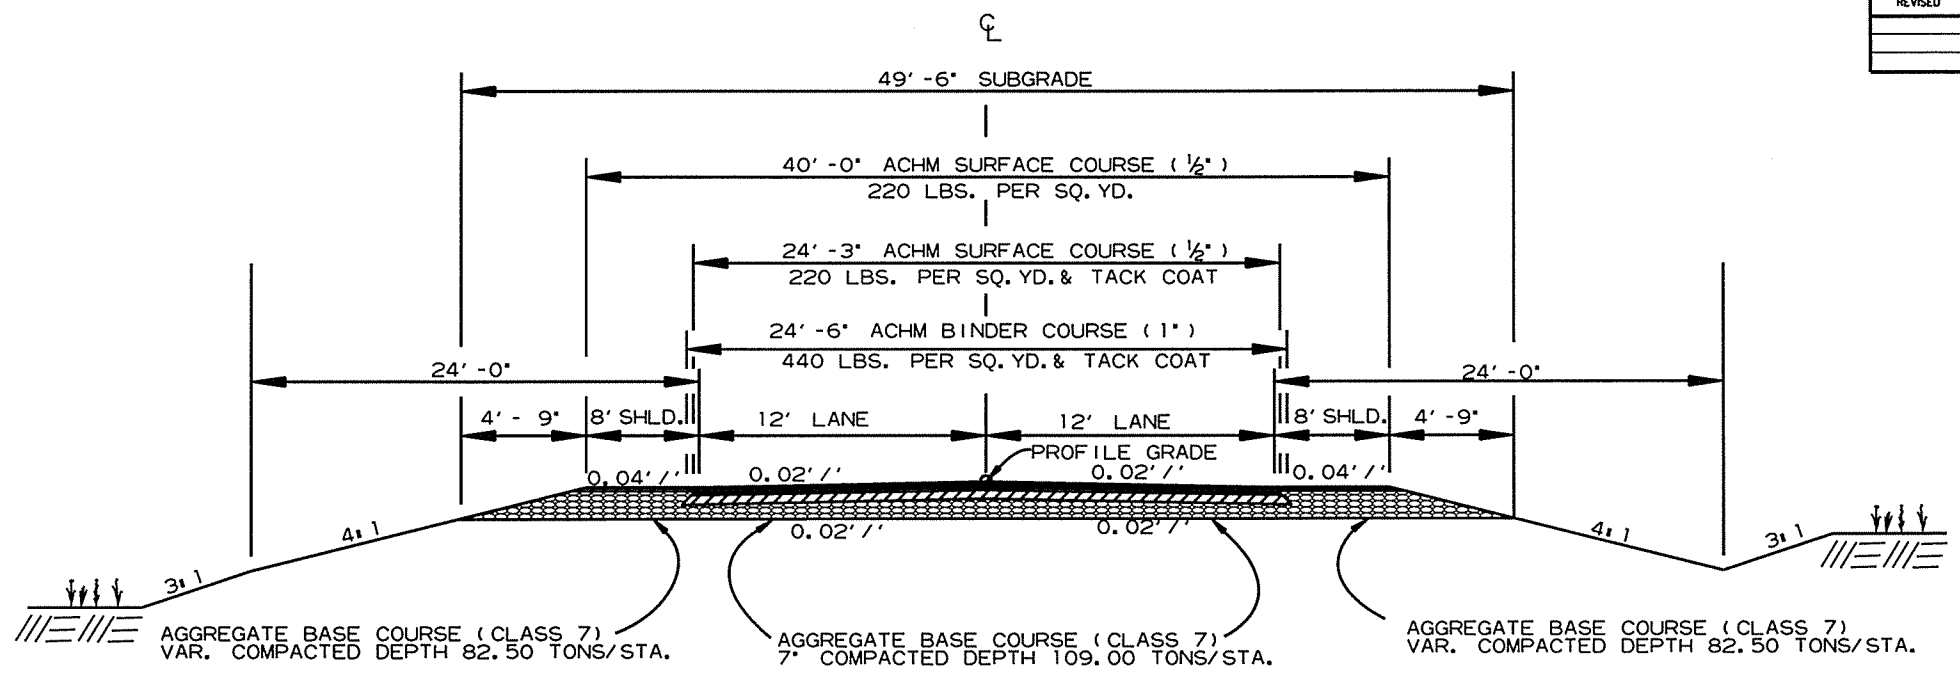 REVISED
℄
49'-6" SUBGRADE
40'-0" ACHM SURFACE COURSE (½")
220 LBS. PER SQ.YD.
24'-3" ACHM SURFACE COURSE (½")
220 LBS. PER SQ.YD.& TACK COAT
24'-6" ACHM BINDER COURSE (1")
440 LBS. PER SQ.YD.& TACK COAT
24'-0" 24'-0"
4'- 9" 8' SHLD. 12' LANE 12' LANE 8' SHLD. 4'-9"
PROFILE GRADE
0.04'/' 0.02'/' 0.02'/' 0.04'/'
4:1 0.02'/' 0.02'/' 4:1
3:1 3:1
AGGREGATE BASE COURSE (CLASS 7)
VAR. COMPACTED DEPTH 82.50 TONS/STA.
AGGREGATE BASE COURSE (CLASS 7)
7" COMPACTED DEPTH 109.00 TONS/STA.
AGGREGATE BASE COURSE (CLASS 7)
VAR. COMPACTED DEPTH 82.50 TONS/STA.